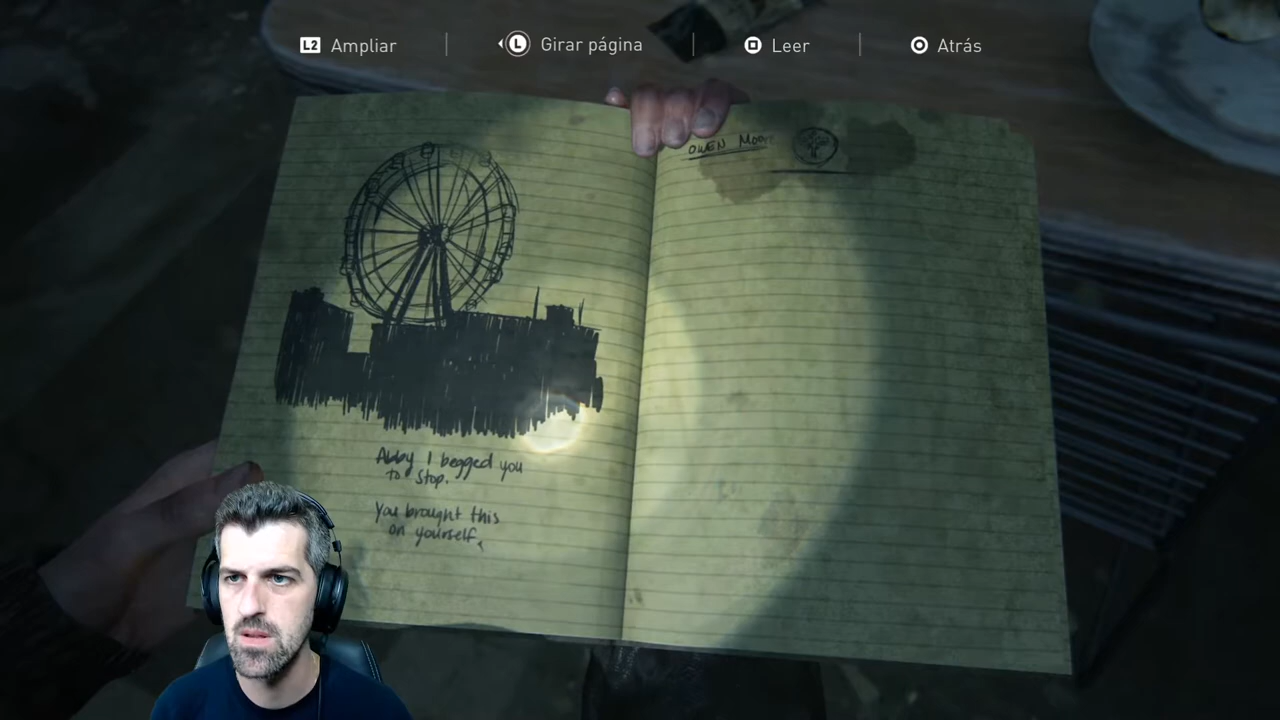 L2 Ampliar
L Girar página
Leer
Atrás
OWEN MOORE
Abby I begged you
to stop.
You brought this
on yourself.